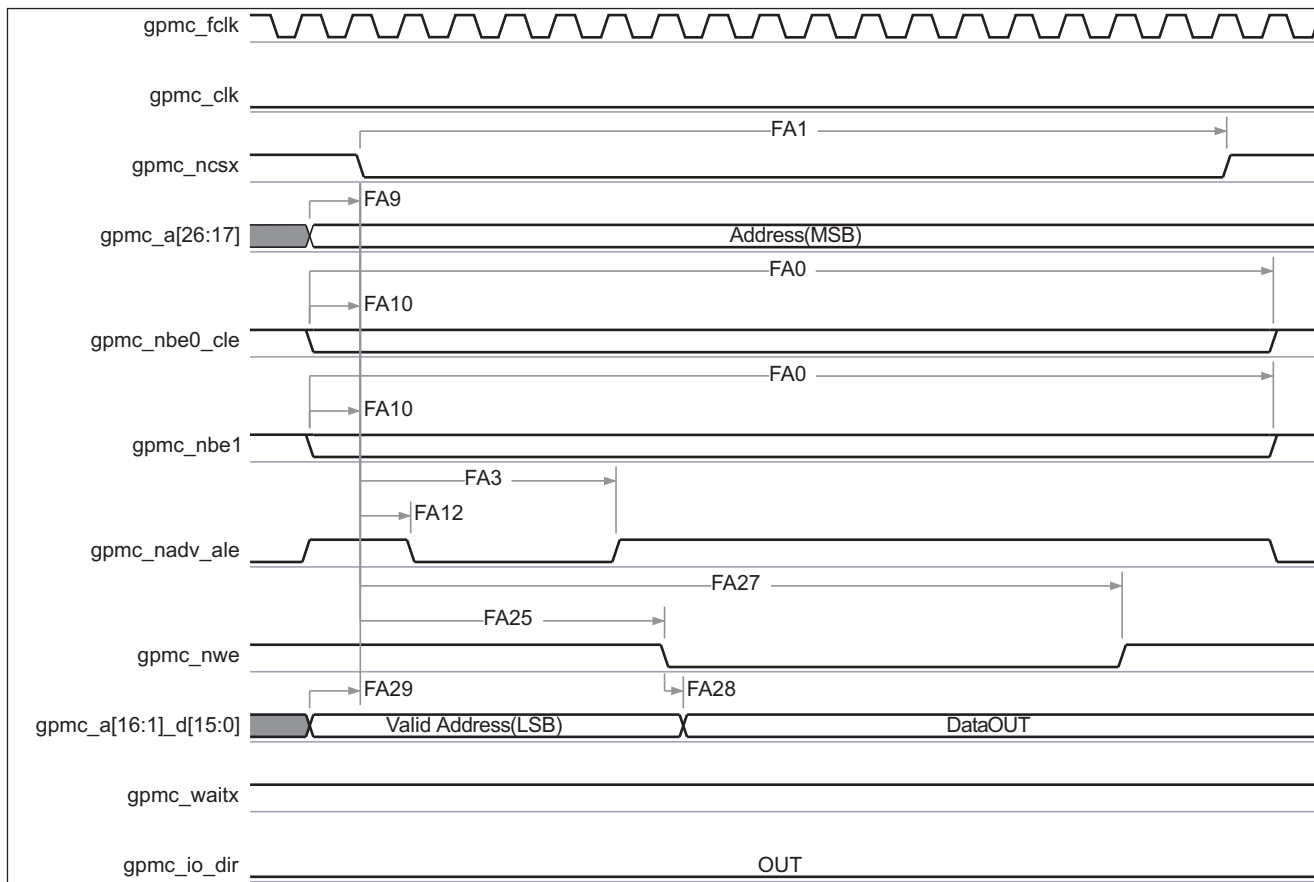 gpmc_fclk
gpmc_clk
FA1
gpmc_ncsx
FA9
gpmc_a[26:17] Address(MSB)
FA0
FA10
gpmc_nbe0_cle
FA0
FA10
gpmc_nbe1
FA3
FA12
gpmc_nadv_ale
FA27
FA25
gpmc_nwe
FA29 FA28
gpmc_a[16:1]_d[15:0] Valid Address(LSB) DataOUT
gpmc_waitx
gpmc_io_dir OUT